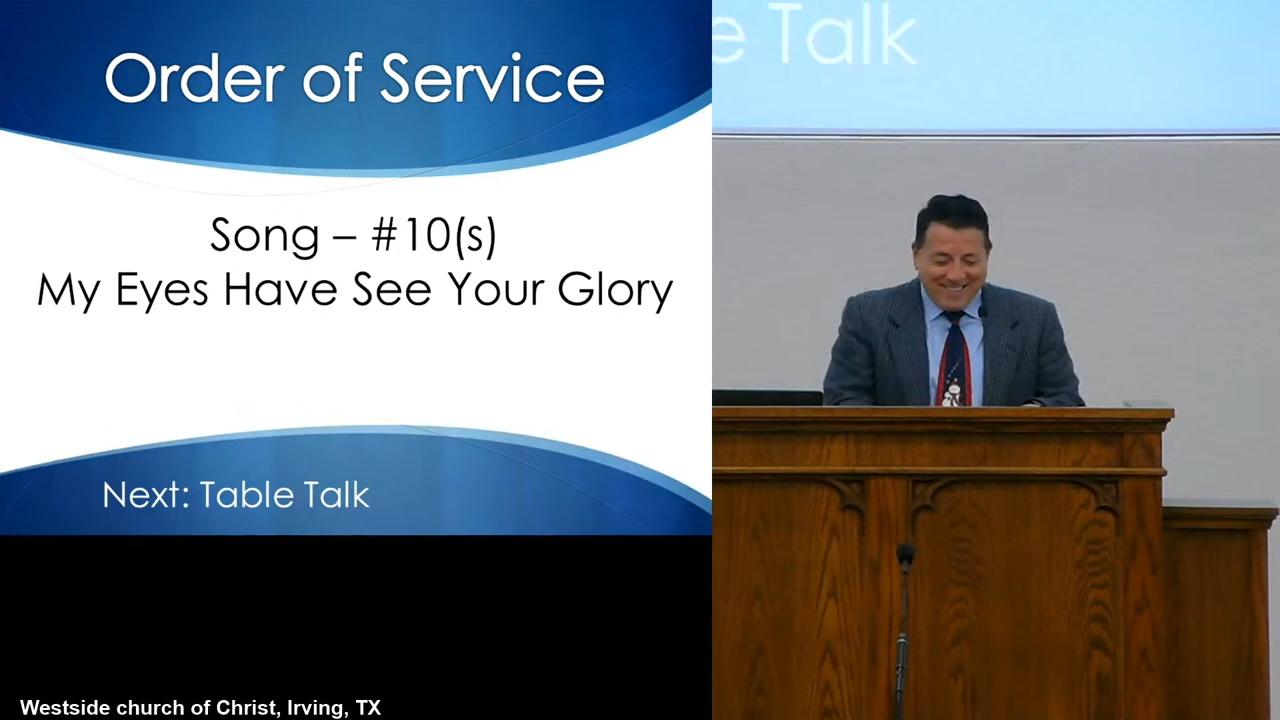 Order of Service
Song – #10(s)
My Eyes Have See Your Glory
Next: Table Talk
Westside church of Christ, Irving, TX
e Talk